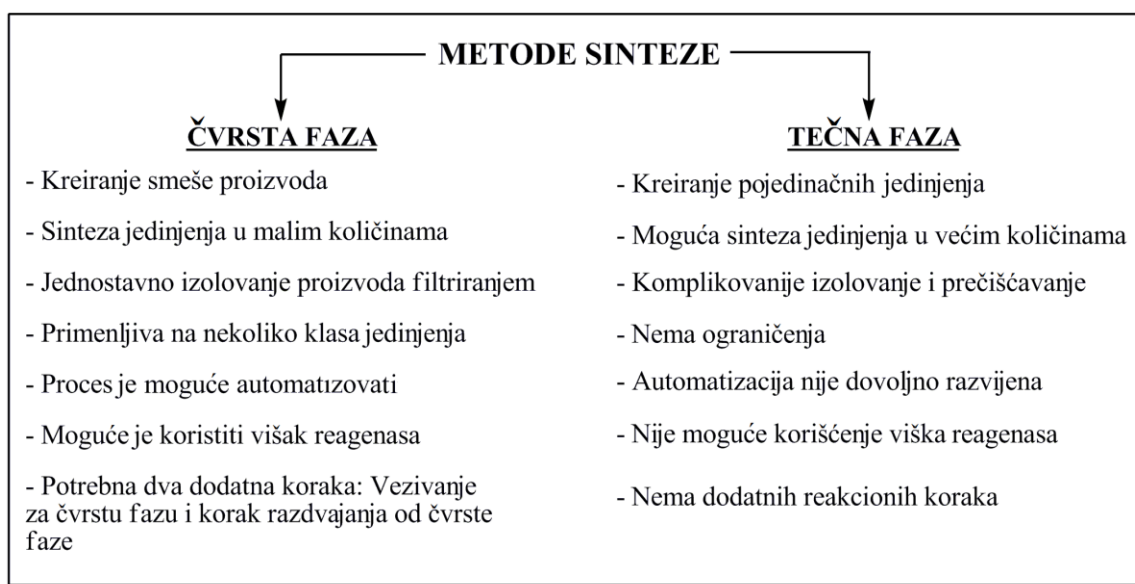 METODE SINTEZE
ČVRSTA FAZA
- Kreiranje smeše proizvoda
- Sinteza jedinjenja u malim količinama
- Jednostavno izolovanje proizvoda filtriranjem
- Primenljiva na nekoliko klasa jedinjenja
- Proces je moguće automatızovati
- Moguće je koristiti višak reagenasa
- Potrebna dva dodatna koraka: Vezivanje
za čvrstu fazu i korak razdvajanja od čvrste
faze
TEČNA FAZA
- Kreiranje pojedinačnih jedinjenja
- Moguća sinteza jedinjenja u većim količinama
- Komplikovanije izolovanje i prečišćavanje
- Nema ograničenja
- Automatizacija nije dovoljno razvijena
- Nije moguće korišćenje viška reagenasa
- Nema dodatnih reakcionih koraka